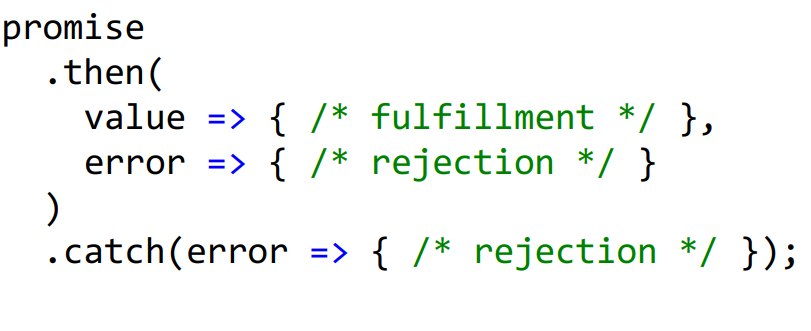 promise
  .then(
    value => { /* fulfillment */ },
    error => { /* rejection */ }
  )
  .catch(error => { /* rejection */ });